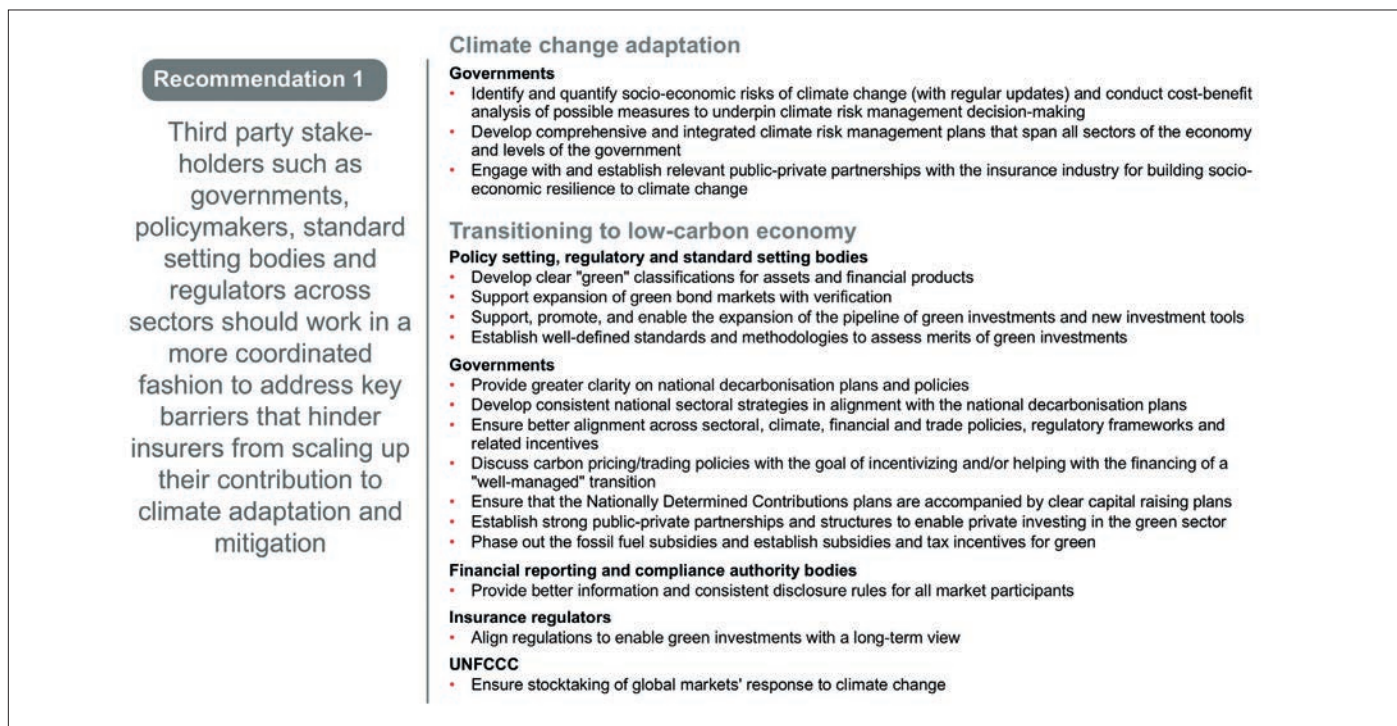 Recommendation 1
Third party stake-
holders such as
governments,
policymakers, standard
setting bodies and
regulators across
sectors should work in a
more coordinated
fashion to address key
barriers that hinder
insurers from scaling up
their contribution to
climate adaptation and
mitigation
Climate change adaptation
Governments
• Identify and quantify socio-economic risks of climate change (with regular updates) and conduct cost-benefit
analysis of possible measures to underpin climate risk management decision-making
• Develop comprehensive and integrated climate risk management plans that span all sectors of the economy
and levels of the government
• Engage with and establish relevant public-private partnerships with the insurance industry for building socio-
economic resilience to climate change
Transitioning to low-carbon economy
Policy setting, regulatory and standard setting bodies
• Develop clear "green" classifications for assets and financial products
• Support expansion of green bond markets with verification
• Support, promote, and enable the expansion of the pipeline of green investments and new investment tools
• Establish well-defined standards and methodologies to assess merits of green investments
Governments
• Provide greater clarity on national decarbonisation plans and policies
• Develop consistent national sectoral strategies in alignment with the national decarbonisation plans
• Ensure better alignment across sectoral, climate, financial and trade policies, regulatory frameworks and
related incentives
• Discuss carbon pricing/trading policies with the goal of incentivizing and/or helping with the financing of a
"well-managed" transition
• Ensure that the Nationally Determined Contributions plans are accompanied by clear capital raising plans
• Establish strong public-private partnerships and structures to enable private investing in the green sector
• Phase out the fossil fuel subsidies and establish subsidies and tax incentives for green
Financial reporting and compliance authority bodies
• Provide better information and consistent disclosure rules for all market participants
Insurance regulators
• Align regulations to enable green investments with a long-term view
UNFCCC
• Ensure stocktaking of global markets' response to climate change